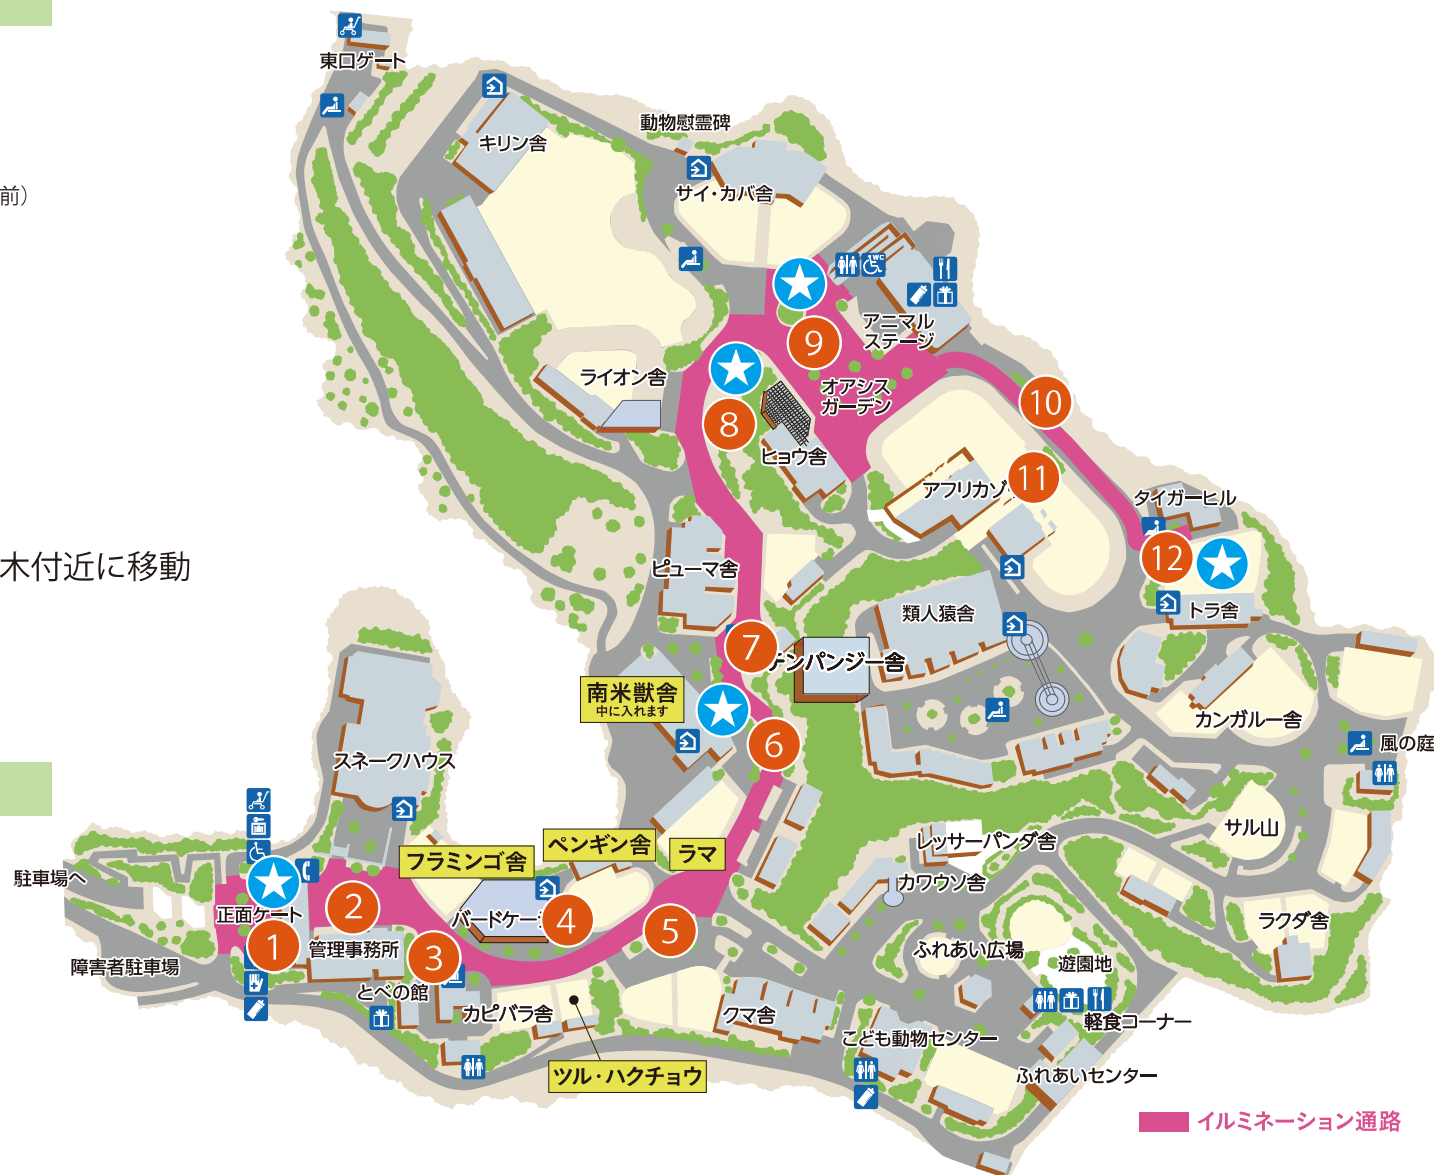 東口ゲート
キリン舎
動物慰霊碑
サイ・カバ舎
前）
WC
アニマル
ステージ
9
ライオン舎
オアシス
ガーデン
10
8
ヒョウ舎
アフリカゾ
11
タイガーヒル
木付近に移動
12
ピューマ舎
類人猿舎
トラ舎
7
チンパンジー舎
南米獣舎
中に入れます
カンガルー舎
6
風の庭
スネークハウス
サル山
レッサーパンダ舎
ペンギン舎
ラマ
フラミンゴ舎
駐車場へ
カワウソ舎
正面ゲート
2
バードケー
4
ラクダ舎
1
管理事務所
3
5
ふれあい広場
障害者駐車場
遊園地
とべの館
カピバラ舎
クマ舎
軽食コーナー
こども動物センター
ツル・ハクチョウ
ふれあいセンター
イルミネーション通路